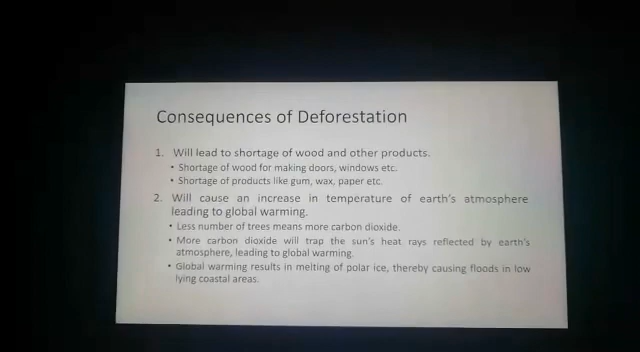 Consequences of Deforestation
1. Will lead to shortage of wood and other products.
• Shortage of wood for making doors, windows etc.
• Shortage of products like gum, wax, paper etc.
2. Will cause an increase in temperature of earth's atmosphere
leading to global warming.
• Less number of trees means more carbon dioxide.
• More carbon dioxide will trap the sun's heat rays reflected by earth's
atmosphere, leading to global warming.
• Global warming results in melting of polar ice, thereby causing floods in low
lying coastal areas.